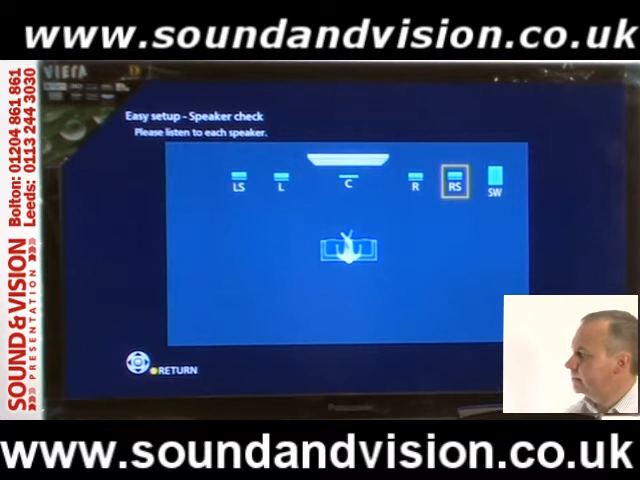 www.soundandvision.co.uk
Bolton: 01204 861 861
Leeds: 0113 244 3030
SOUND & VISION
PRESENTATION
VIERA
Easy setup - Speaker check
Please listen to each speaker.
LS
L
C
R
RS
SW
RETURN
Panasonic
www.soundandvision.co.uk